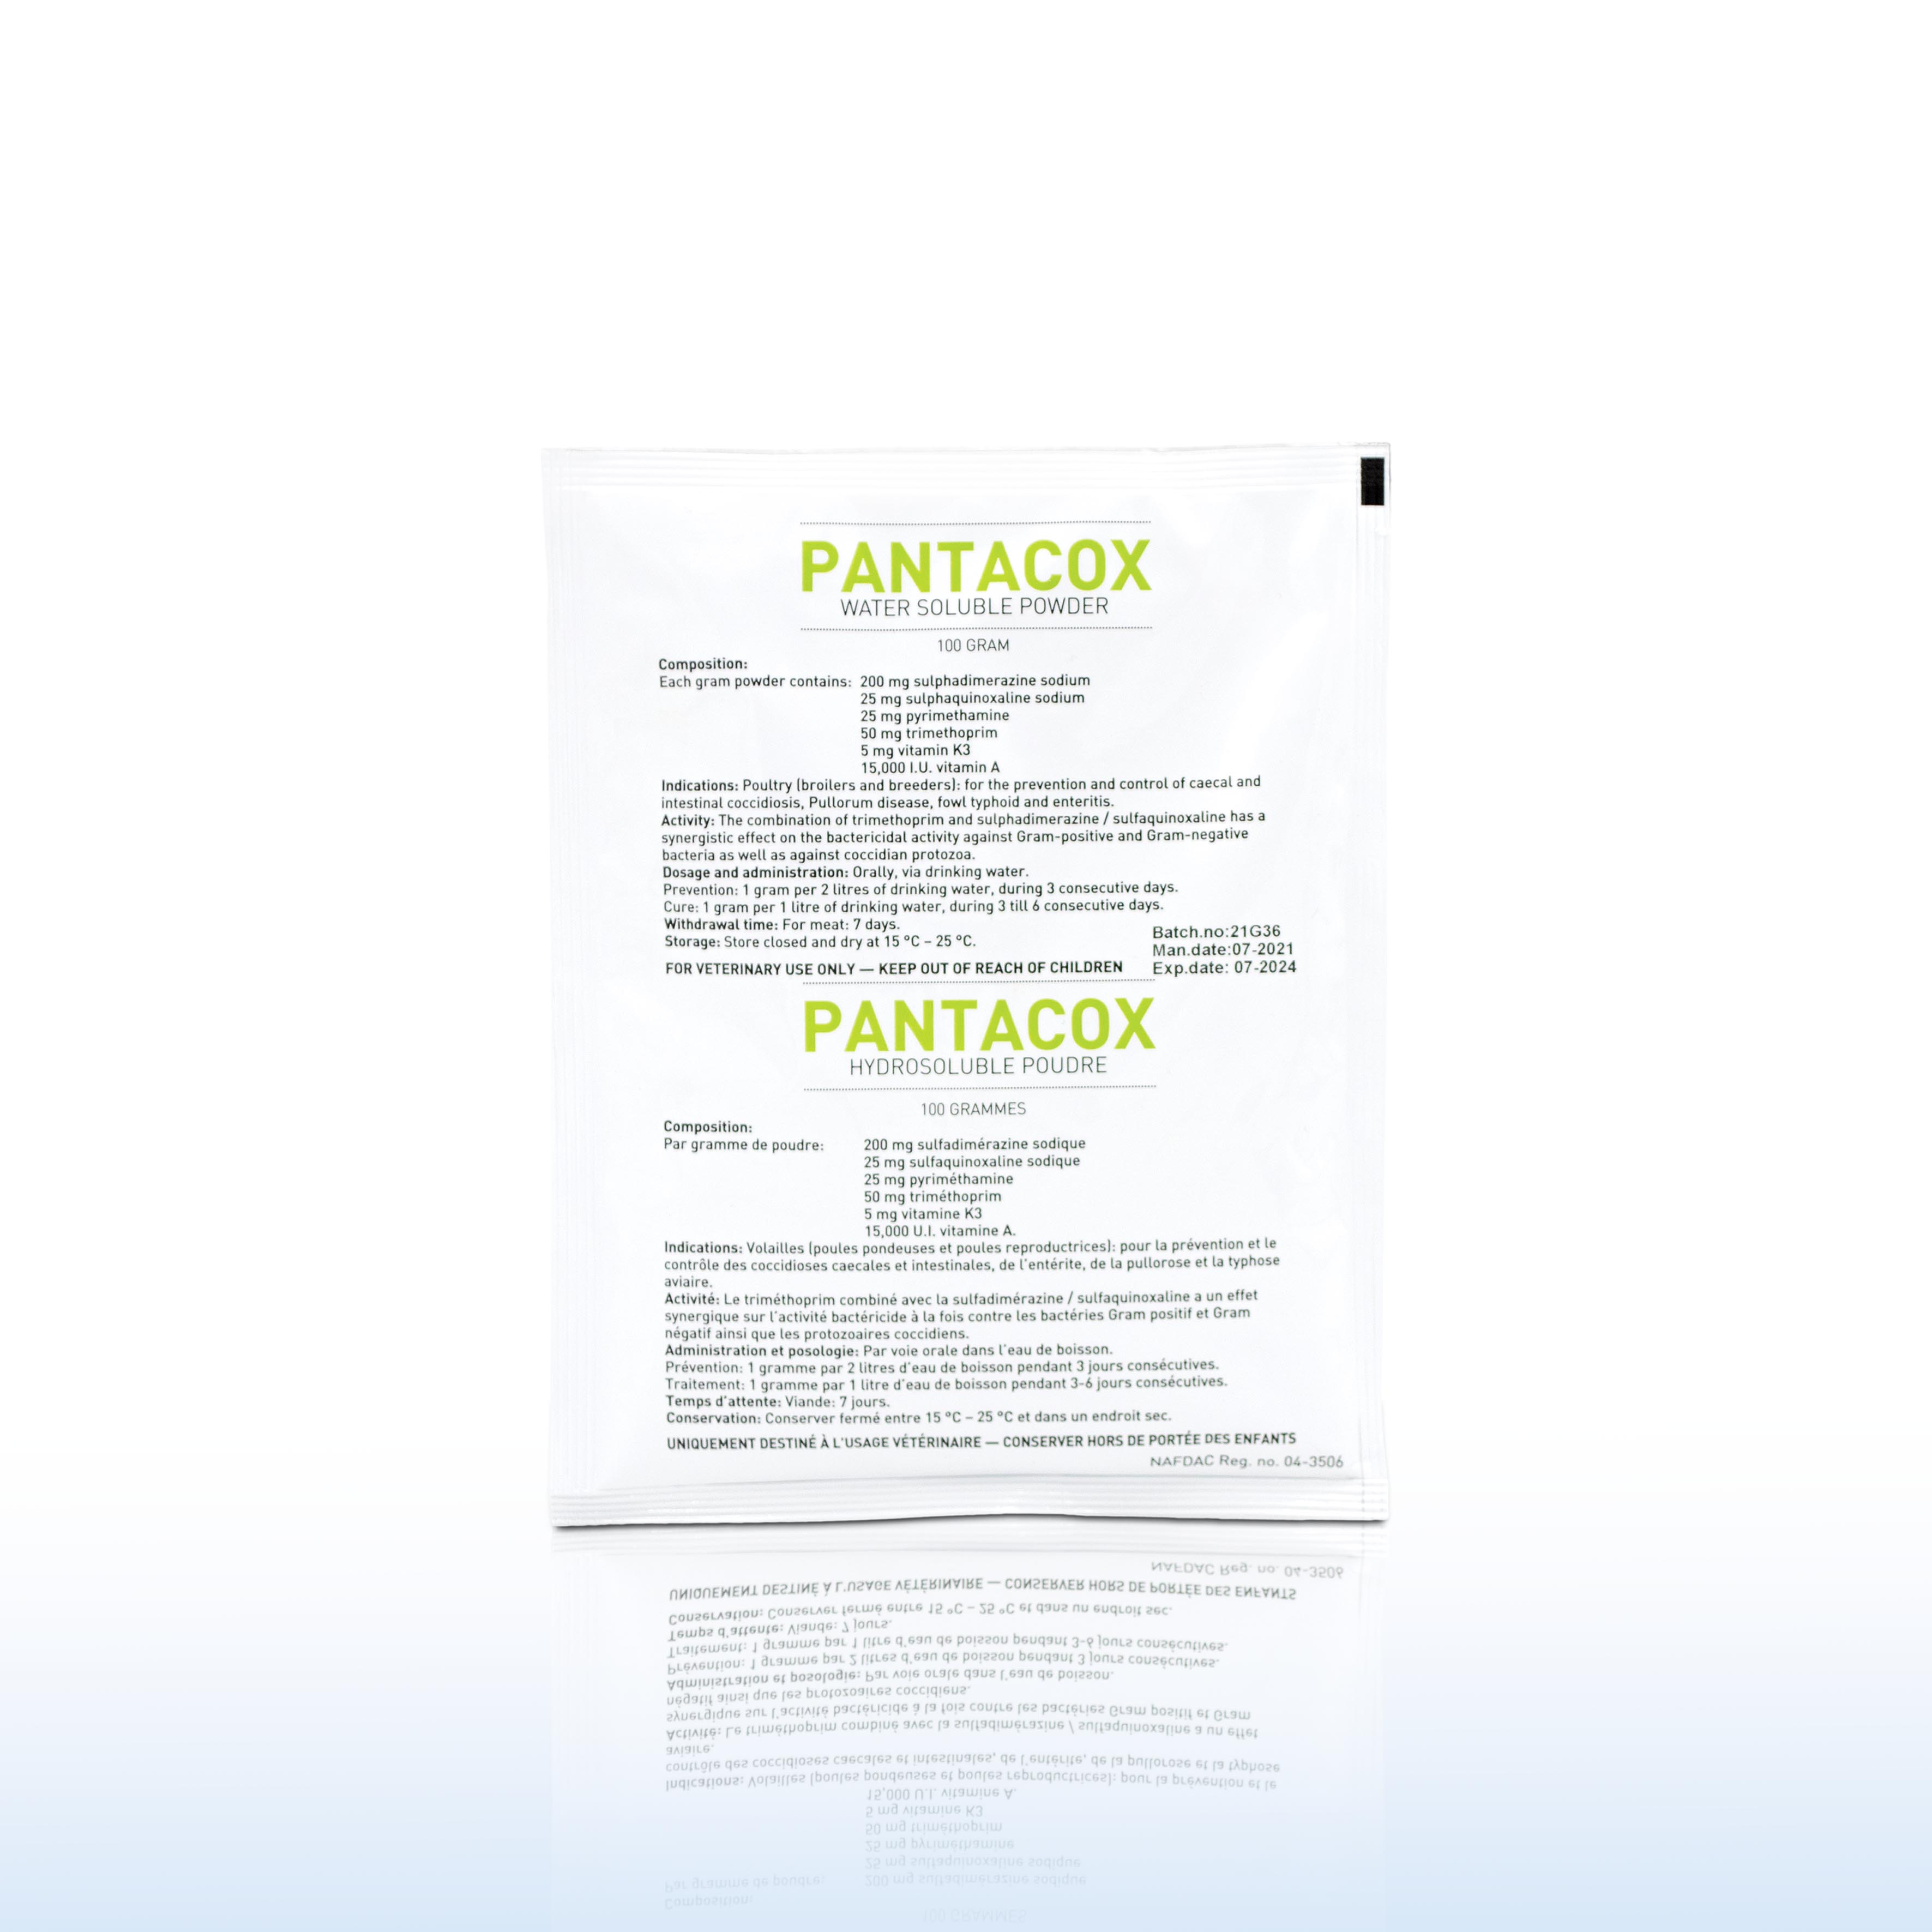 PANTACOX
WATER SOLUBLE POWDER
100 GRAM
Composition:
Each gram powder contains: 200 mg sulphadimerazine sodium
25 mg sulphaquinoxaline sodium
25 mg pyrimethamine
50 mg trimethoprim
5 mg vitamin K3
15,000 I.U. vitamin A
Indications: Poultry (broilers and breeders): for the prevention and control of caecal and
intestinal coccidiosis, Pullorum disease, fowl typhoid and enteritis.
Activity: The combination of trimethoprim and sulphadimerazine / sulfaquinoxaline has a
synergistic effect on the bactericidal activity against Gram-positive and Gram-negative
bacteria as well as against coccidian protozoa.
Dosage and administration: Orally, via drinking water.
Prevention: 1 gram per 2 litres of drinking water, during 3 consecutive days.
Cure: 1 gram per 1 litre of drinking water, during 3 till 6 consecutive days.
Withdrawal time: For meat: 7 days.
Storage: Store closed and dry at 15 °C – 25 °C.
FOR VETERINARY USE ONLY — KEEP OUT OF REACH OF CHILDREN
Batch.no:21G36
Man.date:07-2021
Exp.date: 07-2024
PANTACOX
HYDROSOLUBLE POUDRE
100 GRAMMES
Composition:
Par gramme de poudre: 200 mg sulfadimérazine sodique
25 mg sulfaquinoxaline sodique
25 mg pyriméthamine
50 mg triméthoprim
5 mg vitamine K3
15,000 U.I. vitamine A.
Indications: Volailles (poules pondeuses et poules reproductrices): pour la prévention et le
contrôle des coccidioses caecales et intestinales, de l'entérite, de la pullorose et la typhose
aviaire.
Activité: Le triméthoprim combiné avec la sulfadimérazine / sulfaquinoxaline a un effet
synergique sur l'activité bactéricide à la fois contre les bactéries Gram positif et Gram
négatif ainsi que les protozoaires coccidiens.
Administration et posologie: Par voie orale dans l'eau de boisson.
Prévention: 1 gramme par 2 litres d'eau de boisson pendant 3 jours consécutives.
Traitement: 1 gramme par 1 litre d'eau de boisson pendant 3-6 jours consécutives.
Temps d'attente: Viande: 7 jours.
Conservation: Conserver fermé entre 15 °C – 25 °C et dans un endroit sec.
UNIQUEMENT DESTINÉ À L'USAGE VÉTÉRINAIRE — CONSERVER HORS DE PORTÉE DES ENFANTS
NAFDAC Reg. no. 04-3506